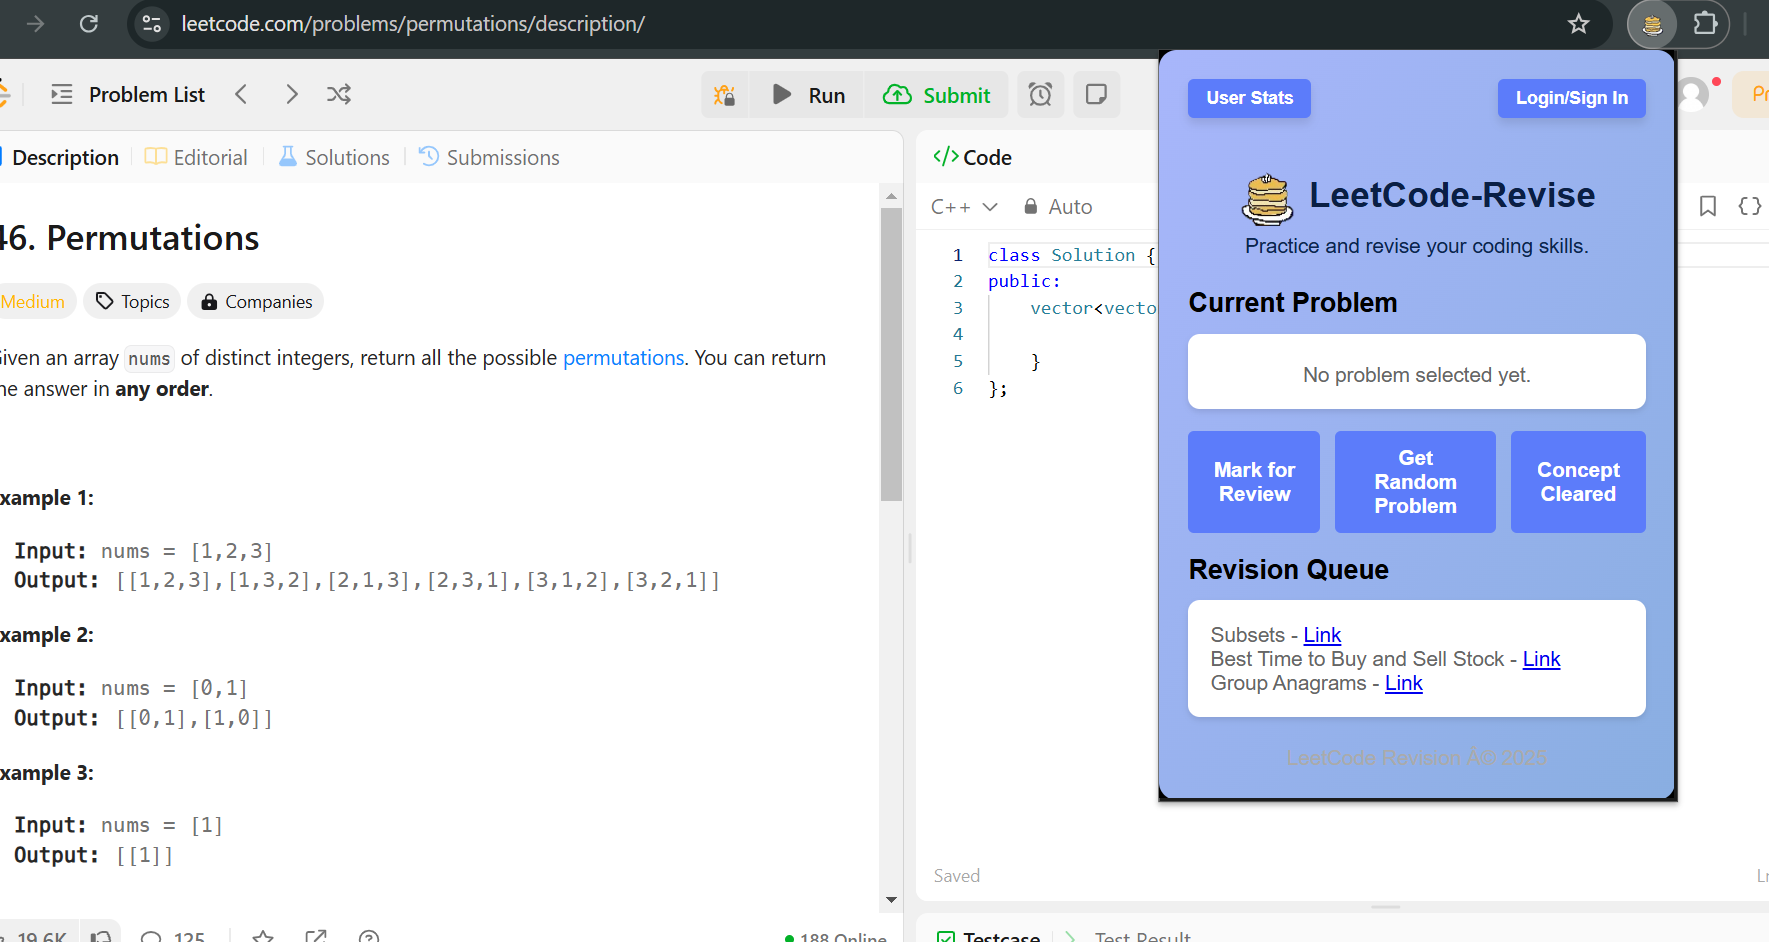 leetcode.com/problems/permutations/description/
Problem List
Run
Submit
Description
Editorial
Solutions
Submissions
46. Permutations
Medium
Topics
Companies
Given an array nums of distinct integers, return all the possible permutations. You can return
the answer in any order.
Example 1:
Input: nums = [1,2,3]
Output: [[1,2,3],[1,3,2],[2,1,3],[2,3,1],[3,1,2],[3,2,1]]
Example 2:
Input: nums = [0,1]
Output: [[0,1],[1,0]]
Example 3:
Input: nums = [1]
Output: [[1]]
19.6K
125
188 Online
Code
C++
Auto
1 class Solution {
2 public:
3 vector<vecto
4
5 }
6 };
Saved
Testcase
Test Result
User Stats
Login/Sign In
LeetCode-Revise
Practice and revise your coding skills.
Current Problem
No problem selected yet.
Mark for
Review
Get
Random
Problem
Concept
Cleared
Revision Queue
Subsets - Link
Best Time to Buy and Sell Stock - Link
Group Anagrams - Link
LeetCode Revision Â© 2025